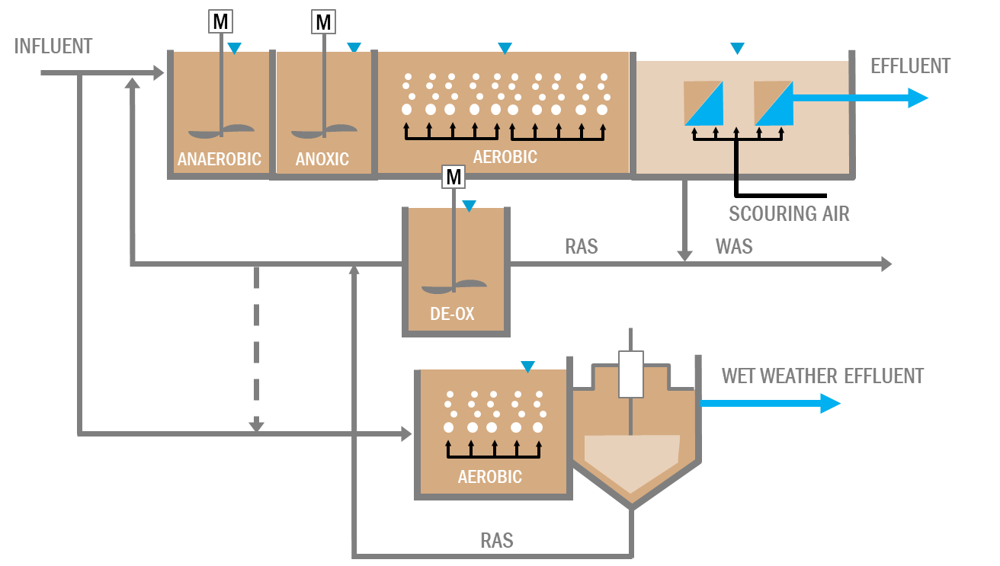 M
M
INFLUENT
EFFLUENT
ANAEROBIC
ANOXIC
AEROBIC
M
SCOURING AIR
RAS
WAS
DE-OX
WET WEATHER EFFLUENT
AEROBIC
RAS